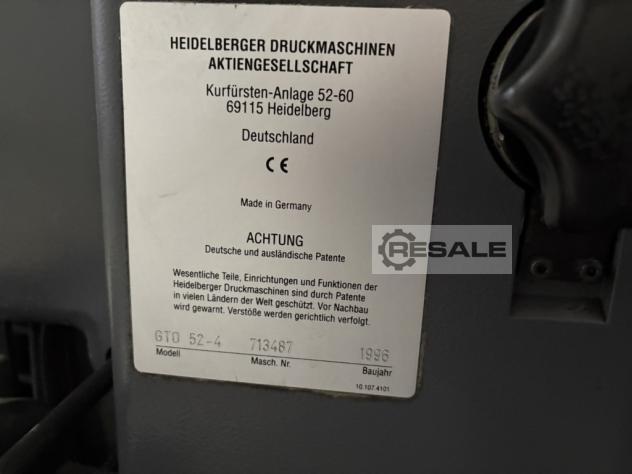 HEIDELBERGER DRUCKMASCHINEN
AKTIENGESELLSCHAFT
Kurfürsten-Anlage 52-60
69115 Heidelberg
Deutschland
CE
Made in Germany
ACHTUNG
Deutsche und ausländische Patente
Wesentliche Teile, Einrichtungen und Funktionen der
Heidelberger Druckmaschinen sind durch Patente
in vielen Ländern der Welt geschützt. Vor Nachbau
wird gewarnt. Verstöße werden gerichtlich verfolgt.
GTO 52-4 713487 1996
Modell Masch. Nr. Baujahr
10.107.4101
RESALE